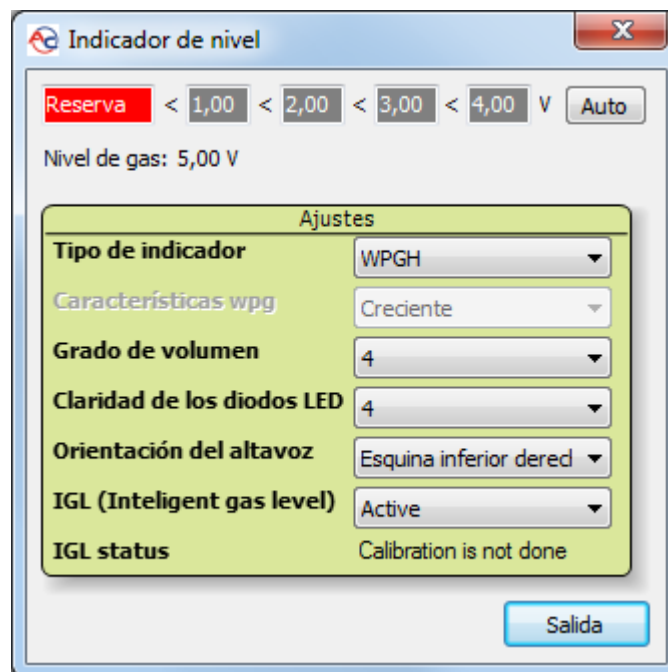 Indicador de nivel
Reserva < 1,00 < 2,00 < 3,00 < 4,00 V Auto
Nivel de gas: 5,00 V
Ajustes
Tipo de indicador WPGH
Características wpg Creciente
Grado de volumen 4
Claridad de los diodos LED 4
Orientación del altavoz Esquina inferior derecl
IGL (Inteligent gas level) Active
IGL status Calibration is not done
Salida